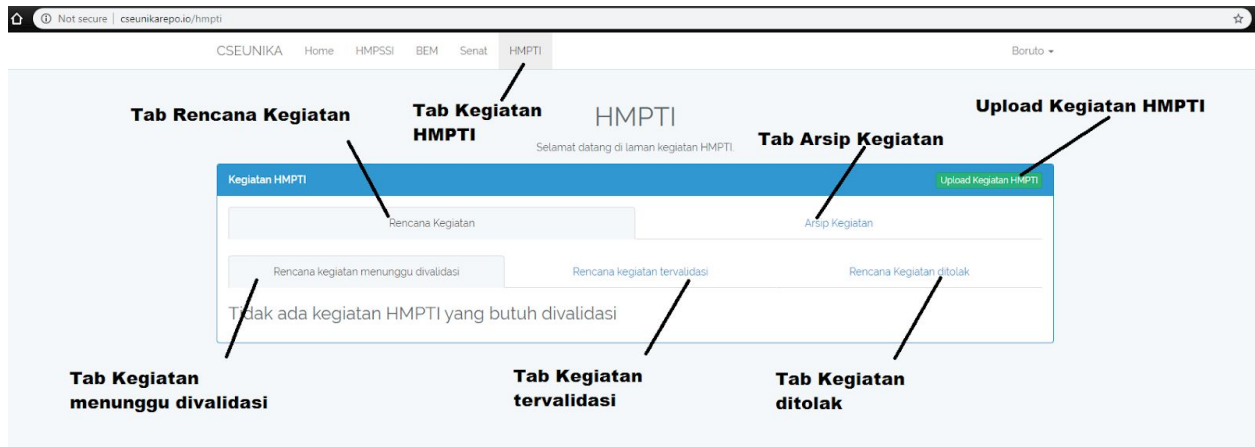 Not secure | cseunikarepo.io/hmpti
CSEUNIKA Home HMPSSI BEM Senat HMPTI Boruto
Tab Rencana Kegiatan
Tab Kegiatan
HMPTI
HMPTI
Selamat datang di laman kegiatan HMPTI.
Tab Arsip Kegiatan
Upload Kegiatan HMPTI
Kegiatan HMPTI Upload Kegiatan HMPTI
Rencana Kegiatan Arsip Kegiatan
Rencana kegiatan menunggu divalidasi Rencana kegiatan tervalidasi Rencana Kegiatan ditolak
Tidak ada kegiatan HMPTI yang butuh divalidasi
Tab Kegiatan
menunggu divalidasi
Tab Kegiatan
tervalidasi
Tab Kegiatan
ditolak